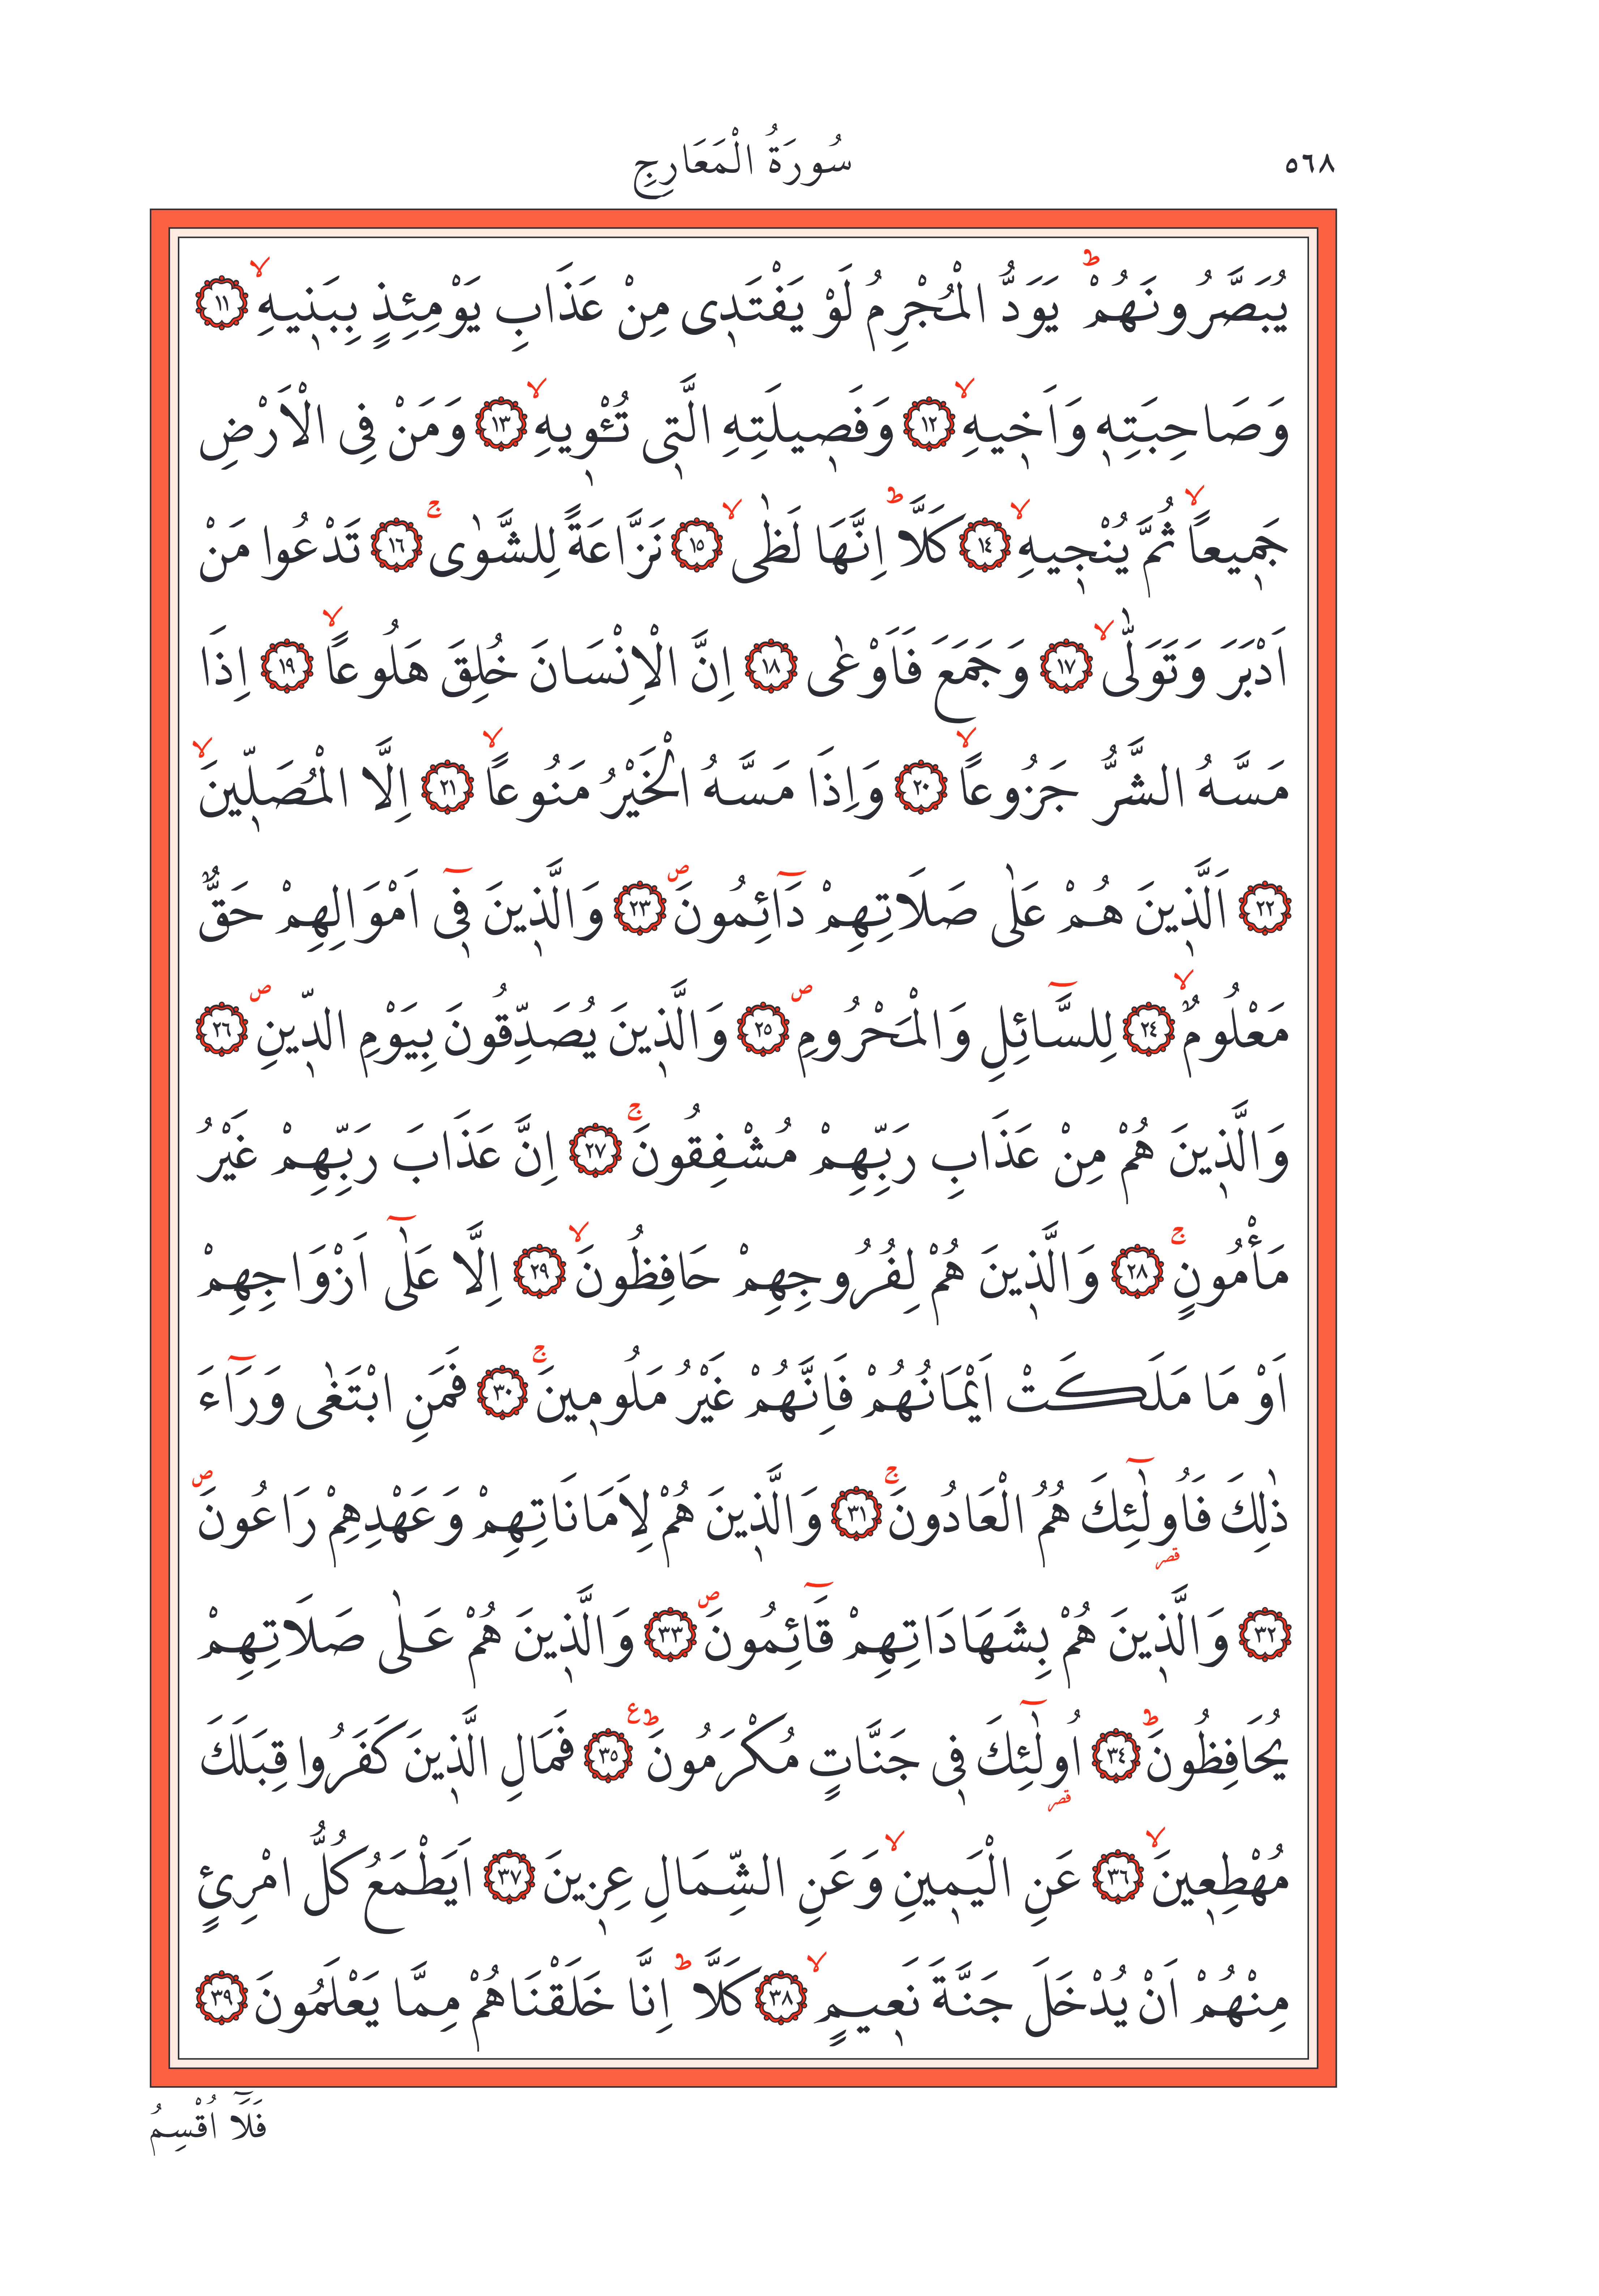 ٥٦٨
سُورَةُ الْمَعَارِجِ
يُبَصَّرُونَهُمْۜ يَوَدُّ الْمُجْرِمُ لَوْ يَفْتَد۪ى مِنْ عَذَابِ يَوْمِئِذٍ بِبَن۪يهِۙ ﴿١١﴾
وَصَاحِبَتِه۪ وَاَخ۪يهِۙ ﴿١٢﴾ وَفَص۪يلَتِهِ الَّت۪ى تُـْٔو۪يهِۙ ﴿١٣﴾ وَمَنْ فِى الْاَرْضِ
جَم۪يعاًۙ ثُمَّ يُنْج۪يهِۙ ﴿١٤﴾ كَلَّاۜ اِنَّهَا لَظٰىۙ ﴿١٥﴾ نَزَّاعَةً لِلشَّوٰىۚ ﴿١٦﴾ تَدْعُوا مَنْ
اَدْبَرَ وَتَوَلّٰىۙ ﴿١٧﴾ وَجَمَعَ فَاَوْعٰى ﴿١٨﴾ اِنَّ الْاِنْسَانَ خُلِقَ هَلُوعاًۙ ﴿١٩﴾ اِذَا
مَسَّهُ الشَّرُّ جَزُوعاًۙ ﴿٢٠﴾ وَاِذَا مَسَّهُ الْخَيْرُ مَنُوعاًۙ ﴿٢١﴾ اِلَّا الْمُصَلّ۪ينَۙ
﴿٢٢﴾ اَلَّذ۪ينَ هُمْ عَلٰى صَلَاتِهِمْ دَٓائِمُونَۖ ﴿٢٣﴾ وَالَّذ۪ينَ ف۪ٓى اَمْوَالِهِمْ حَقٌّ
مَعْلُومٌۙ ﴿٢٤﴾ لِلسَّٓائِلِ وَالْمَحْرُومِۖ ﴿٢٥﴾ وَالَّذ۪ينَ يُصَدِّقُونَ بِيَوْمِ الدّ۪ينِۖ ﴿٢٦﴾
وَالَّذ۪ينَ هُمْ مِنْ عَذَابِ رَبِّهِمْ مُشْفِقُونَۚ ﴿٢٧﴾ اِنَّ عَذَابَ رَبِّهِمْ غَيْرُ
مَأْمُونٍۚ ﴿٢٨﴾ وَالَّذ۪ينَ هُمْ لِفُرُوجِهِمْ حَافِظُونَۙ ﴿٢٩﴾ اِلَّا عَلٰٓى اَزْوَاجِهِمْ
اَوْ مَا مَلَكَتْ اَيْمَانُهُمْ فَاِنَّهُمْ غَيْرُ مَلُوم۪ينَۚ ﴿٣٠﴾ فَمَنِ ابْتَغٰى وَرَٓاءَ
ذٰلِكَ فَاُو۬لٰٓئِكَ هُمُ الْعَادُونَۚ ﴿٣١﴾ وَالَّذ۪ينَ هُمْ لِاَمَانَاتِهِمْ وَعَهْدِهِمْ رَاعُونَۖ
قصر
﴿٣٢﴾ وَالَّذ۪ينَ هُمْ بِشَهَادَاتِهِمْ قَٓائِمُونَۖ ﴿٣٣﴾ وَالَّذ۪ينَ هُمْ عَلٰى صَلَاتِهِمْ
يُحَافِظُونَۜ ﴿٣٤﴾ اُو۬لٰٓئِكَ ف۪ى جَنَّاتٍ مُكْرَمُونَۜ ع ﴿٣٥﴾ فَمَالِ الَّذ۪ينَ كَفَرُوا قِبَلَكَ
قصر
مُهْطِع۪ينَۙ ﴿٣٦﴾ عَنِ الْيَم۪ينِ وَعَنِۙ الشِّمَالِ عِز۪ينَ ﴿٣٧﴾ اَيَطْمَعُ كُلُّ امْرِئٍ
مِنْهُمْ اَنْ يُدْخَلَ جَنَّةَ نَع۪يمٍۙ ﴿٣٨﴾ كَلَّاۜ اِنَّا خَلَقْنَاهُمْ مِمَّا يَعْلَمُونَ ﴿٣٩﴾
فَلَٓا اُقْسِمُ